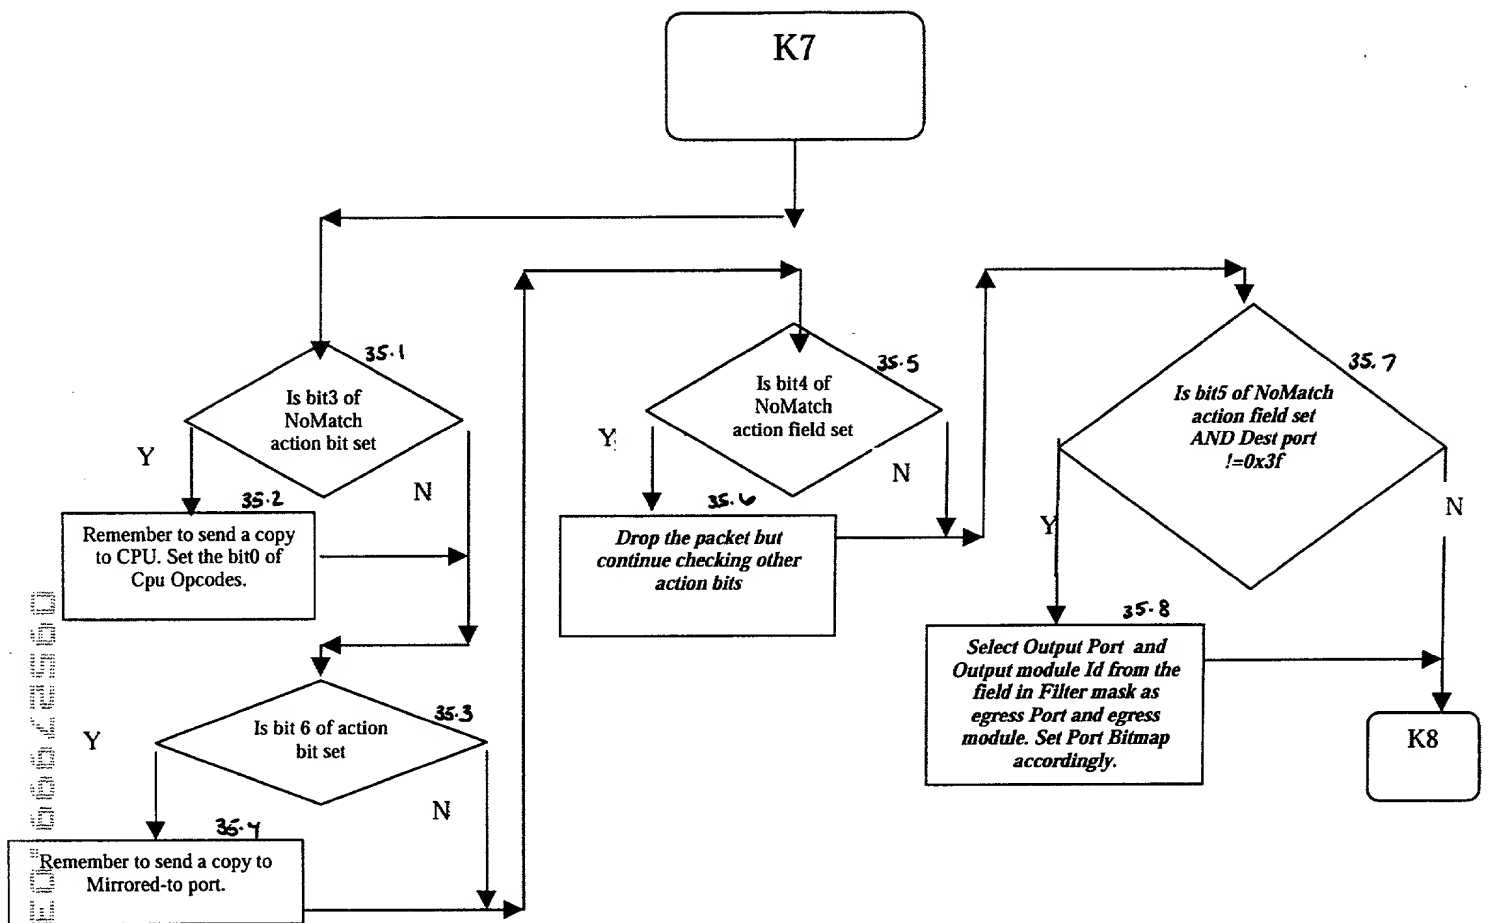 K7
35.1
Is bit3 of
NoMatch
action bit set
Y
N
35.2
Remember to send a copy
to CPU. Set the bit0 of
Cpu Opcodes.
35.3
Is bit 6 of action
bit set
Y
N
35.4
Remember to send a copy to
Mirrored-to port.
35.5
Is bit4 of
NoMatch
action field set
Y
N
35.6
Drop the packet but
continue checking other
action bits
35.7
Is bit5 of NoMatch
action field set
AND Dest port
!=0x3f
Y
N
35.8
Select Output Port and
Output module Id from the
field in Filter mask as
egress Port and egress
module. Set Port Bitmap
accordingly.
K8